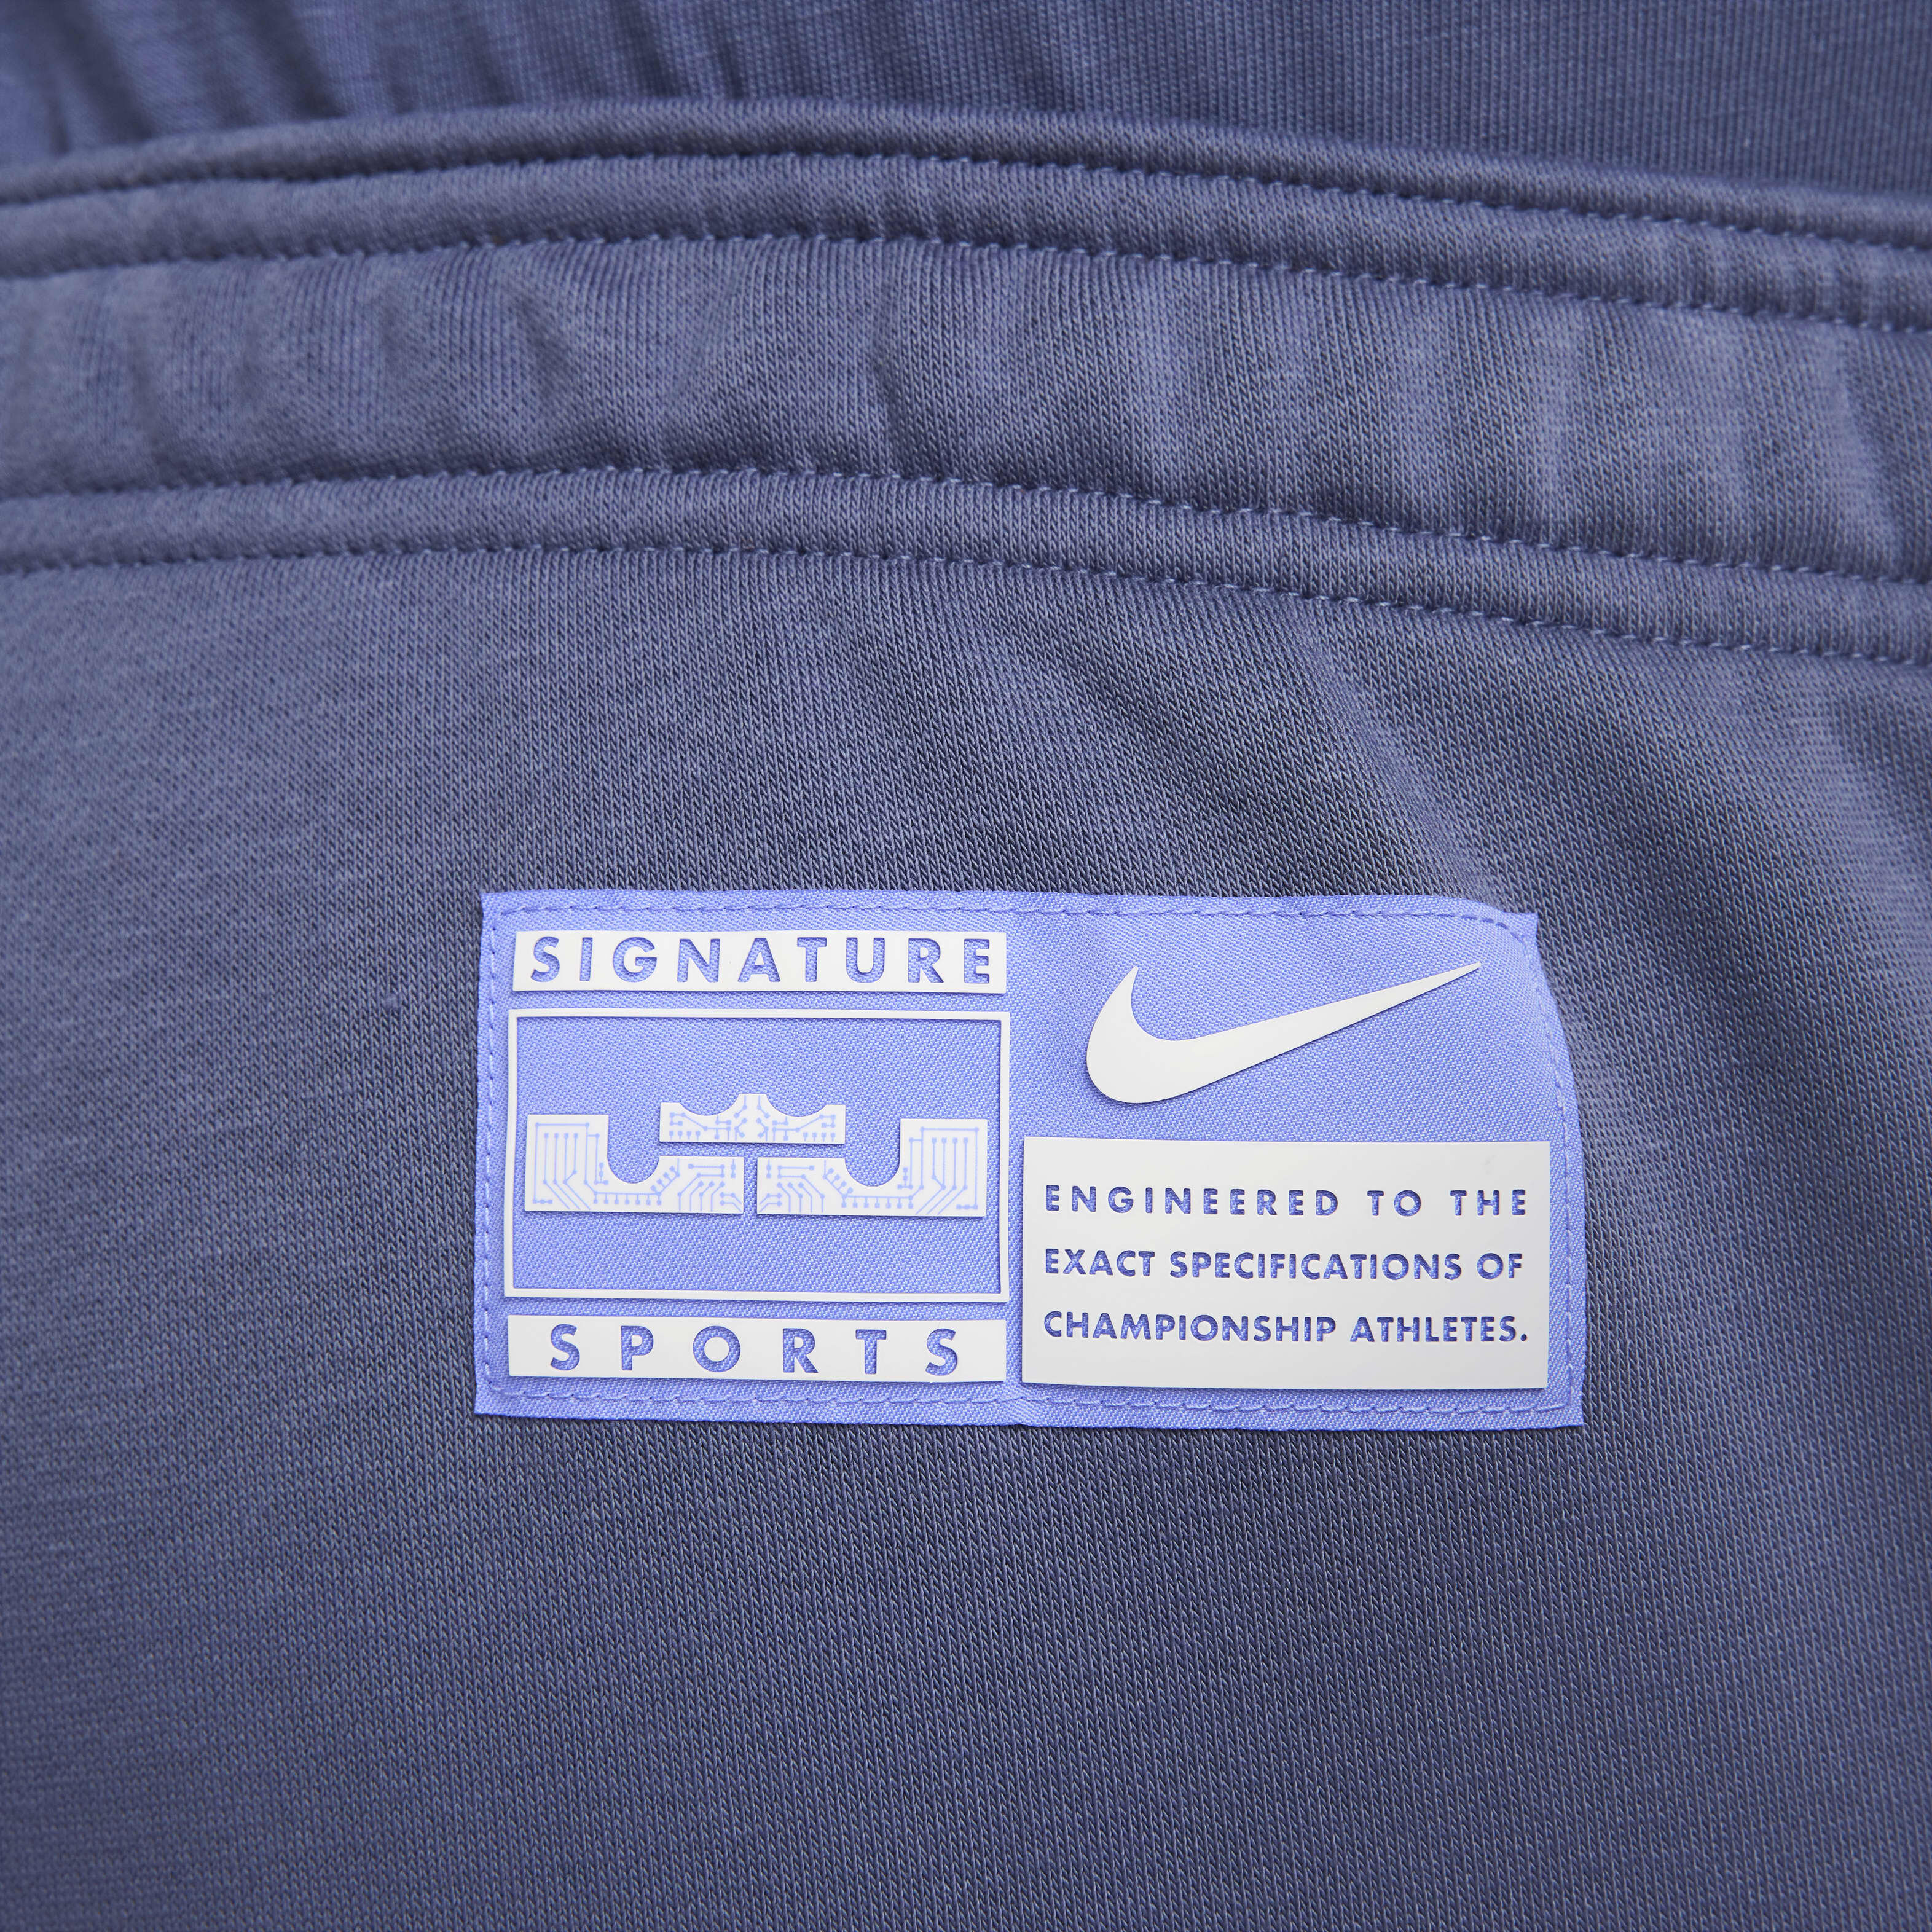 SIGNATURE
SPORTS
ENGINEERED TO THE
EXACT SPECIFICATIONS OF
CHAMPIONSHIP ATHLETES.